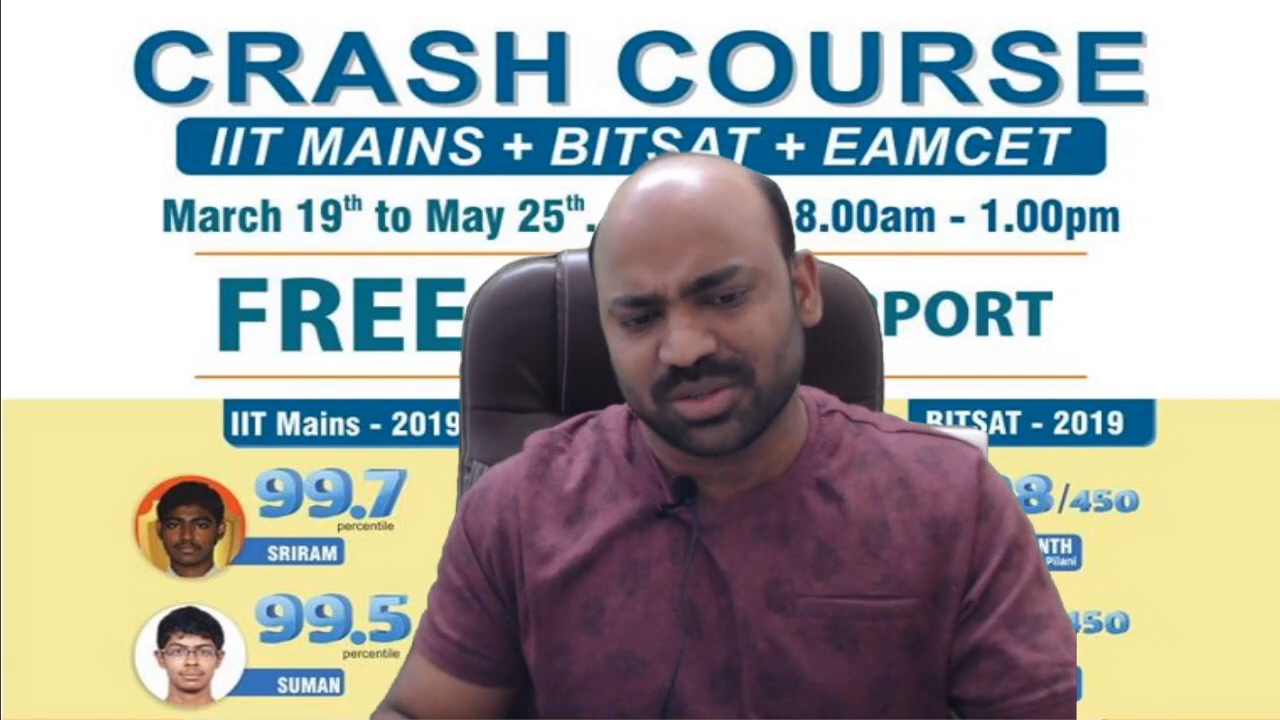 CRASH COURSE
IIT MAINS + BITSAT + EAMCET
March 19th to May 25th. 8.00am - 1.00pm
FREE
IIT Mains - 2019
BITSAT - 2019
99.7
percentile
SRIRAM
/450
Pilani
99.5
percentile
SUMAN